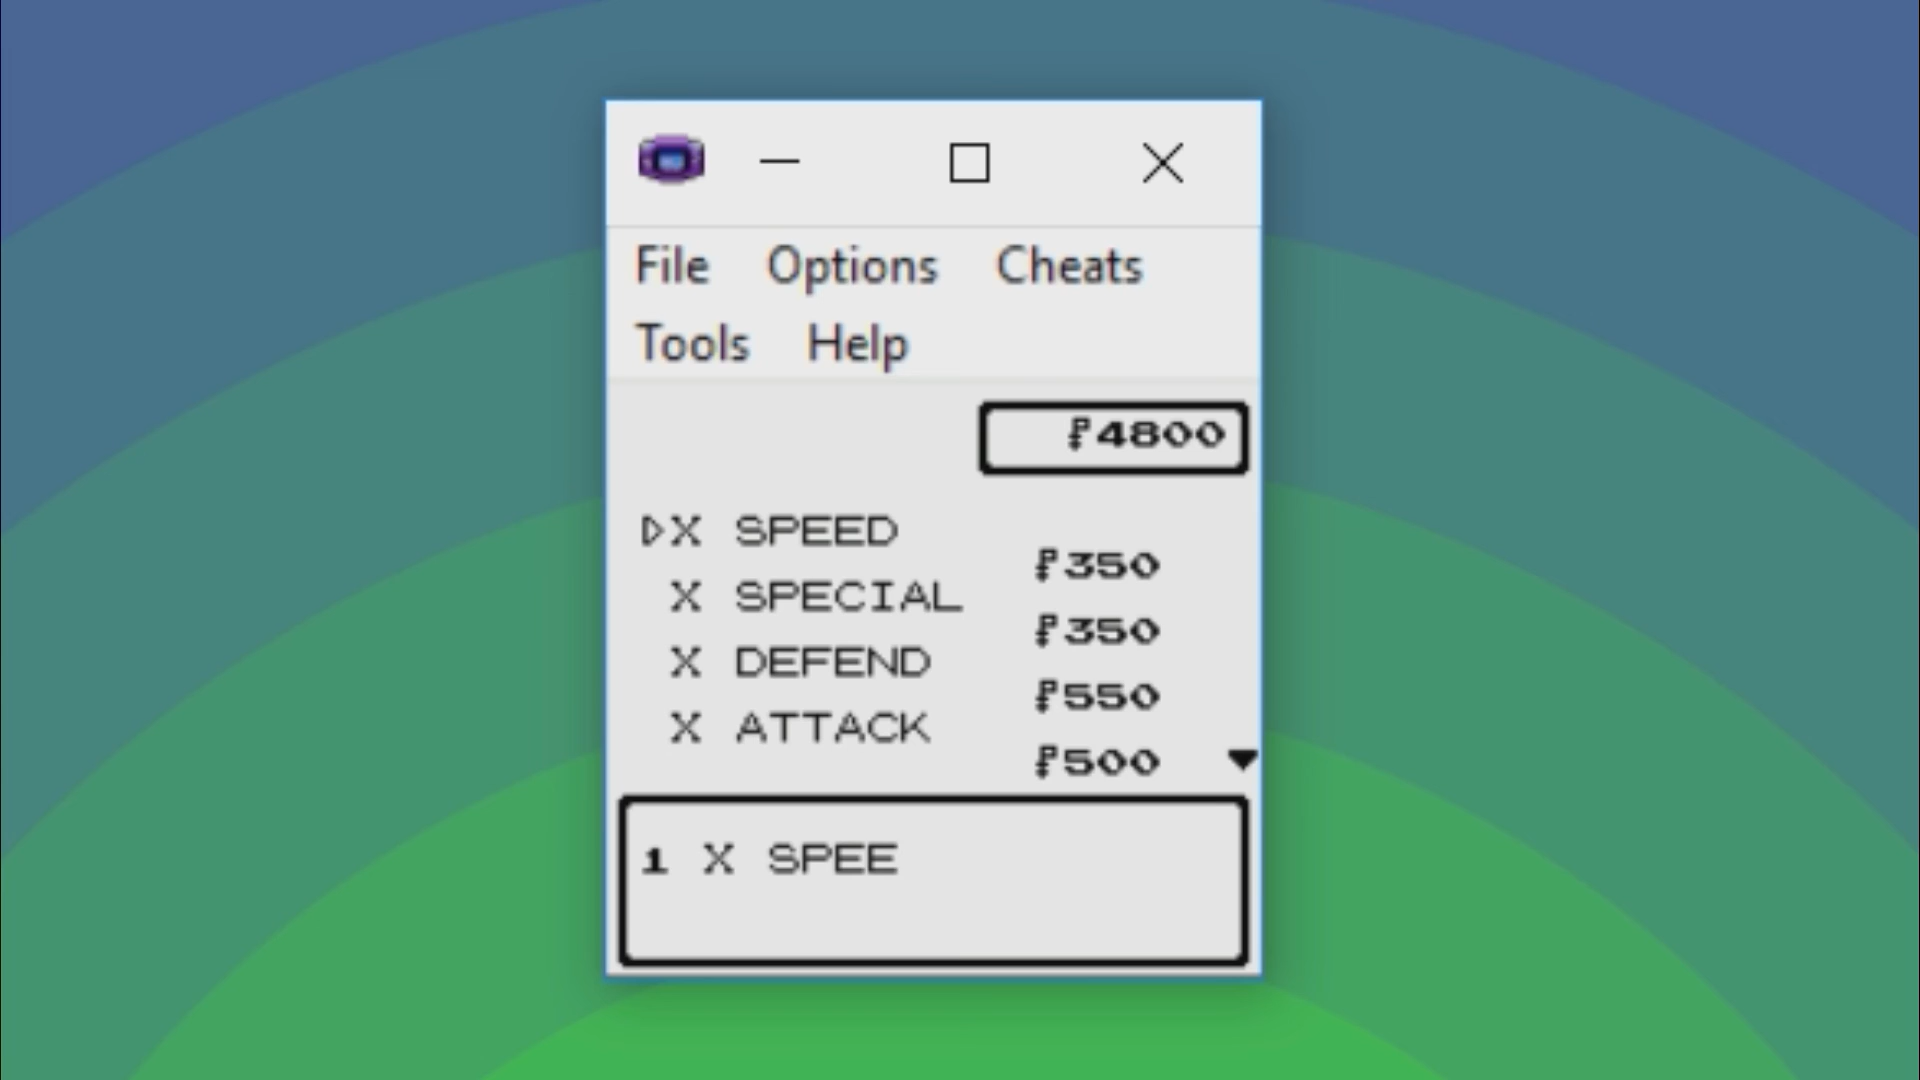 File Options Cheats
Tools Help
₽4800
▷X SPEED
₽350
X SPECIAL
₽350
X DEFEND
₽550
X ATTACK
₽500
1 X SPEE